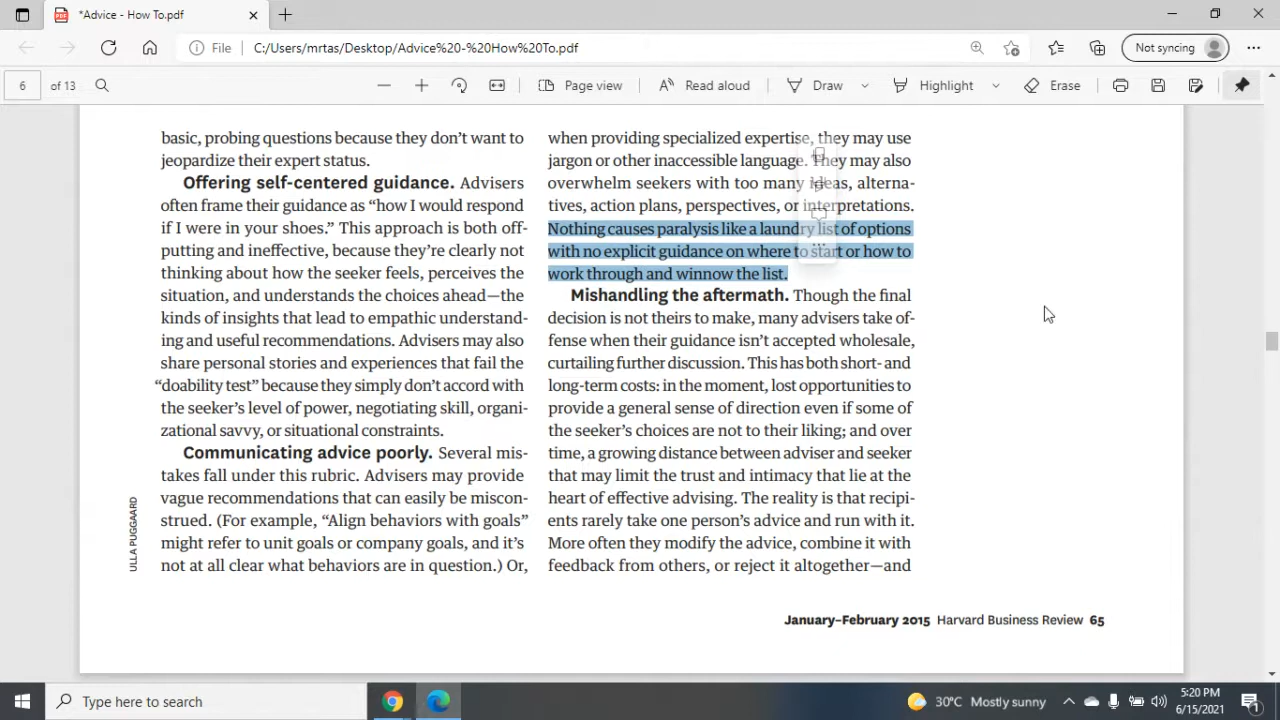 *Advice - How To.pdf
File
C:/Users/mrtas/Desktop/Advice%20-%20How%20To.pdf
Not syncing
6 of 13
Page view
Read aloud
Draw
Highlight
Erase
basic, probing questions because they don't want to
jeopardize their expert status.
Offering self-centered guidance. Advisers
often frame their guidance as “how I would respond
if I were in your shoes.” This approach is both off-
putting and ineffective, because they're clearly not
thinking about how the seeker feels, perceives the
situation, and understands the choices ahead—the
kinds of insights that lead to empathic understand-
ing and useful recommendations. Advisers may also
share personal stories and experiences that fail the
“doability test” because they simply don't accord with
the seeker's level of power, negotiating skill, organi-
zational savvy, or situational constraints.
Communicating advice poorly. Several mis-
takes fall under this rubric. Advisers may provide
vague recommendations that can easily be miscon-
strued. (For example, “Align behaviors with goals”
might refer to unit goals or company goals, and it's
not at all clear what behaviors are in question.) Or,
when providing specialized expertise, they may use
jargon or other inaccessible language. They may also
overwhelm seekers with too many ideas, alterna-
tives, action plans, perspectives, or interpretations.
Nothing causes paralysis like a laundry list of options
with no explicit guidance on where to start or how to
work through and winnow the list.
Mishandling the aftermath. Though the final
decision is not theirs to make, many advisers take of-
fense when their guidance isn't accepted wholesale,
curtailing further discussion. This has both short- and
long-term costs: in the moment, lost opportunities to
provide a general sense of direction even if some of
the seeker's choices are not to their liking; and over
time, a growing distance between adviser and seeker
that may limit the trust and intimacy that lie at the
heart of effective advising. The reality is that recipi-
ents rarely take one person's advice and run with it.
More often they modify the advice, combine it with
feedback from others, or reject it altogether—and
ULLA PUGGAARD
January–February 2015 Harvard Business Review 65
Type here to search
30°C Mostly sunny
5:20 PM
6/15/2021
1